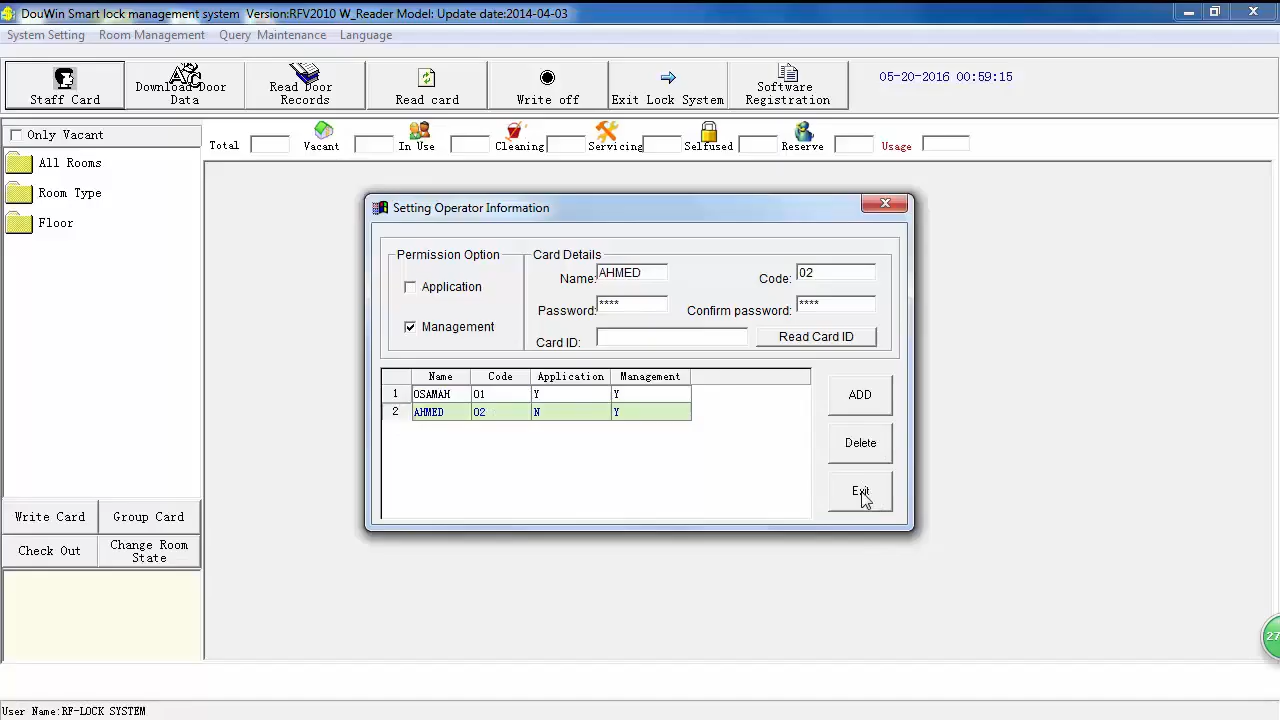 DouWin Smart lock management system  Version:RFV2010 W_Reader Model: Update date:2014-04-03
System Setting  Room Management  Query  Maintenance  Language
Staff Card
Download Door Data
Read Door Records
Read card
Write off
Exit Lock System
Software Registration
05-20-2016 00:59:15
Only Vacant
Total  Vacant  In Use  Cleaning  Servicing  Selfused  Reserve  Usage
All Rooms
Room Type
Floor
Setting Operator Information
Permission Option
Application
Management
Card Details
Name: AHMED  Code: 02
Password: ****  Confirm password: ****
Card ID:  Read Card ID
Name  Code  Application  Management
1  OSAMAH  01  Y  Y
2  AHMED  02  N  Y
ADD
Delete
Exit
Write Card  Group Card
Check Out  Change Room State
27
User Name:RF-LOCK SYSTEM